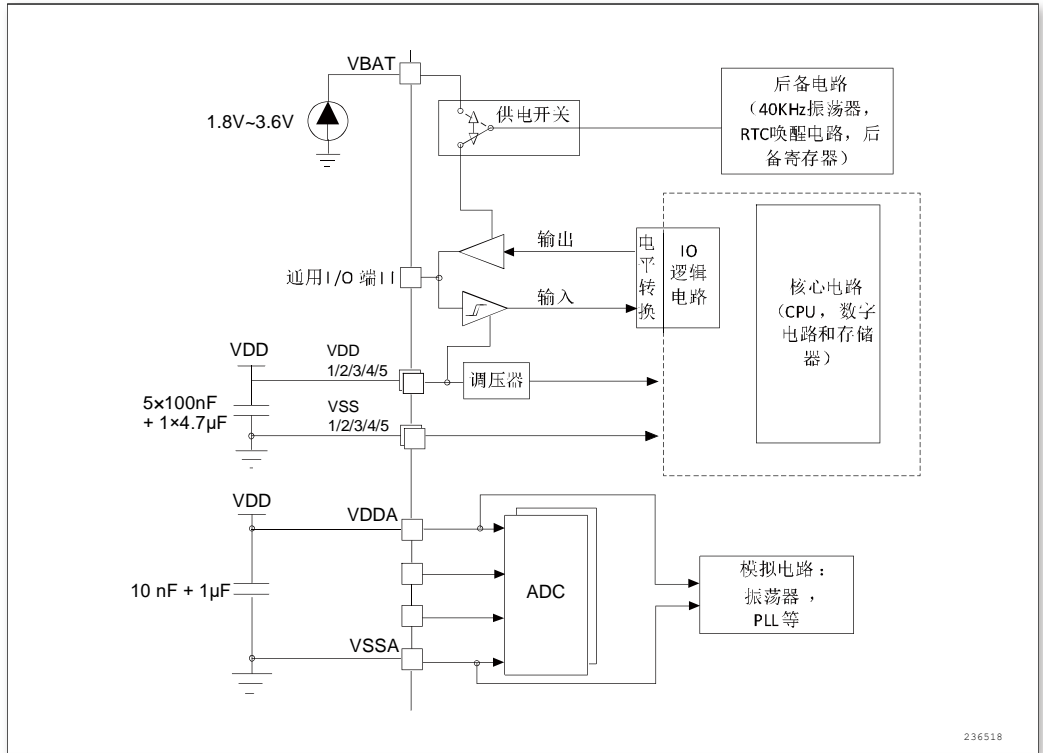 VBAT
1.8V~3.6V
供电开关
后备电路
（40KHz振荡器，
RTC唤醒电路，后
备寄存器）
输出
通用I/O 端口
输入
电
平
转
换
IO
逻辑
电路
核心电路
（CPU， 数字
电路和存储
器）
VDD
VDD
1/2/3/4/5
调压器
5×100nF
+ 1×4.7µF
VSS
1/2/3/4/5
VDD
VDDA
10 nF + 1µF
ADC
VSSA
模拟电路：
振荡器 ，
PLL 等
236518